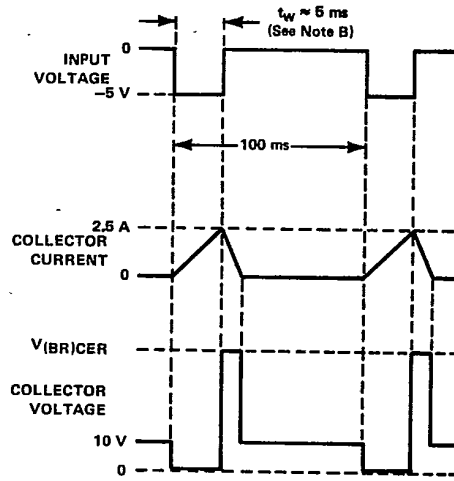 tw ≈ 5 ms
(See Note B)
0
INPUT
VOLTAGE
–5 V
100 ms
2.5 A
COLLECTOR
CURRENT
0
V(BR)CER
COLLECTOR
VOLTAGE
10 V
0